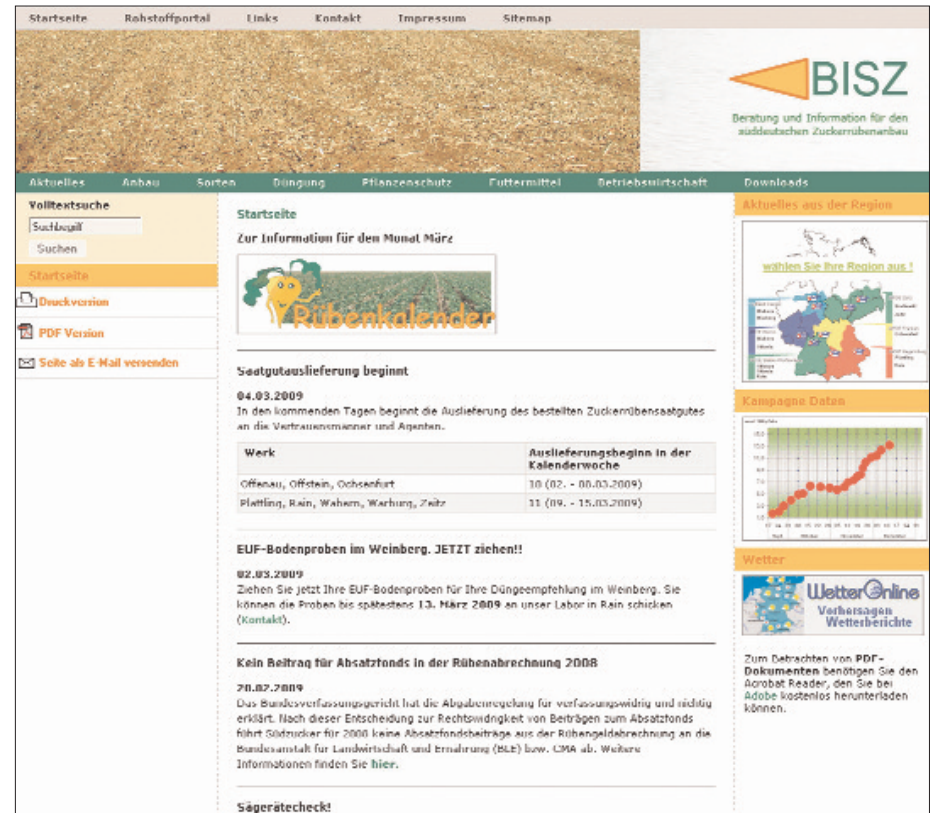 Startseite Rohstoffportal Links Kontakt Impressum Sitemap
BISZ
Beratung und Information für den
süddeutschen Zuckerrübenanbau
Aktuelles Anbau Sorten Düngung Pflanzenschutz Futtermittel Betriebswirtschaft Downloads
Volltextsuche
Suchbegriff
Suchen
Startseite
Druckversion
PDF Version
Seite als E-Mail versenden
Startseite
Zur Information für den Monat März
Rübenkalender
Saatgutauslieferung beginnt
04.03.2009
In den kommenden Tagen beginnt die Auslieferung des bestellten Zuckerrübensaatgutes
an die Vertrauensmänner und Agenten.
Werk Auslieferungsbeginn in der
Kalenderwoche
Offenau, Offstein, Ochsenfurt 10 (02. - 08.03.2009)
Plattling, Rain, Wabern, Warburg, Zeitz 11 (09. - 15.03.2009)
EUF-Bodenproben im Weinberg. JETZT ziehen!!
02.03.2009
Ziehen Sie jetzt Ihre EUF-Bodenproben für Ihre Düngeempfehlung im Weinberg. Sie
können die Proben bis spätestens 13. März 2009 an unser Labor in Rain schicken
(Kontakt).
Kein Beitrag für Absatzfonds in der Rübenabrechnung 2008
20.02.2009
Das Bundesverfassungsgericht hat die Abgabenregelung für verfassungswidrig und nichtig
erklärt. Nach dieser Entscheidung zur Rechtswidrigkeit von Beiträgen zum Absatzfonds
führt Südzucker für 2008 keine Absatzfondsbeiträge aus der Rübengeldabrechnung an die
Bundesanstalt für Landwirtschaft und Ernährung (BLE) bzw. CMA ab. Weitere
Informationen finden Sie hier.
Sägerätecheck!
Aktuelles aus der Region
wählen Sie Ihre Region aus !
Kampagne Daten
Wetter
WetterOnline
Vorhersagen
Wetterberichte
Zum Betrachten von PDF-
Dokumenten benötigen Sie den
Acrobat Reader, den Sie bei
Adobe kostenlos herunterladen
können.